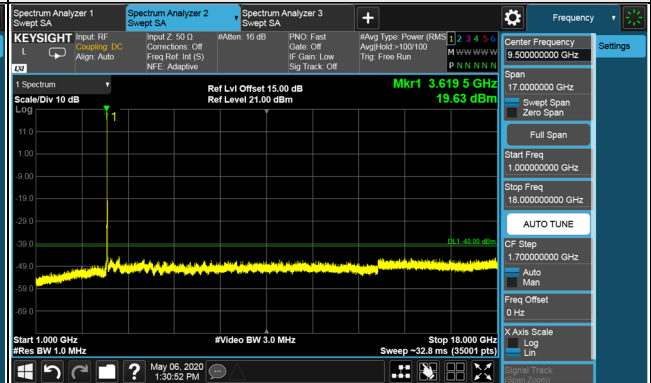 Spectrum Analyzer 1
Swept SA
Spectrum Analyzer 2
Swept SA
Spectrum Analyzer 3
Swept SA
+
Frequency
KEYSIGHT
L
LXI
Input: RF
Coupling: DC
Align: Auto
Input Z: 50 Ω
Corrections: Off
Freq Ref: Int (S)
NFE: Adaptive
#Atten: 16 dB
PNO: Fast
Gate: Off
IF Gain: Low
Sig Track: Off
#Avg Type: Power (RMS
Avg|Hold:>100/100
Trig: Free Run
1 2 3 4 5 6
M W W W W W
P N N N N N
1 Spectrum
Scale/Div 10 dB
Ref Lvl Offset 15.00 dB
Ref Level 21.00 dBm
Mkr1 3.619 5 GHz
19.63 dBm
Log
1
11.0
1.00
-9.00
-19.0
-29.0
-39.0
-49.0
-59.0
-69.0
DL1 -40.00 dBm
Start 1.000 GHz
#Res BW 1.0 MHz
#Video BW 3.0 MHz
Stop 18.000 GHz
Sweep ~32.8 ms (35001 pts)
Center Frequency
9.500000000 GHz
Settings
Span
17.0000000 GHz
Swept Span
Zero Span
Full Span
Start Freq
1.000000000 GHz
Stop Freq
18.000000000 GHz
AUTO TUNE
CF Step
1.700000000 GHz
Auto
Man
Freq Offset
0 Hz
X Axis Scale
Log
Lin
Signal Track
(Span Zoom)
?
May 06, 2020
1:30:52 PM